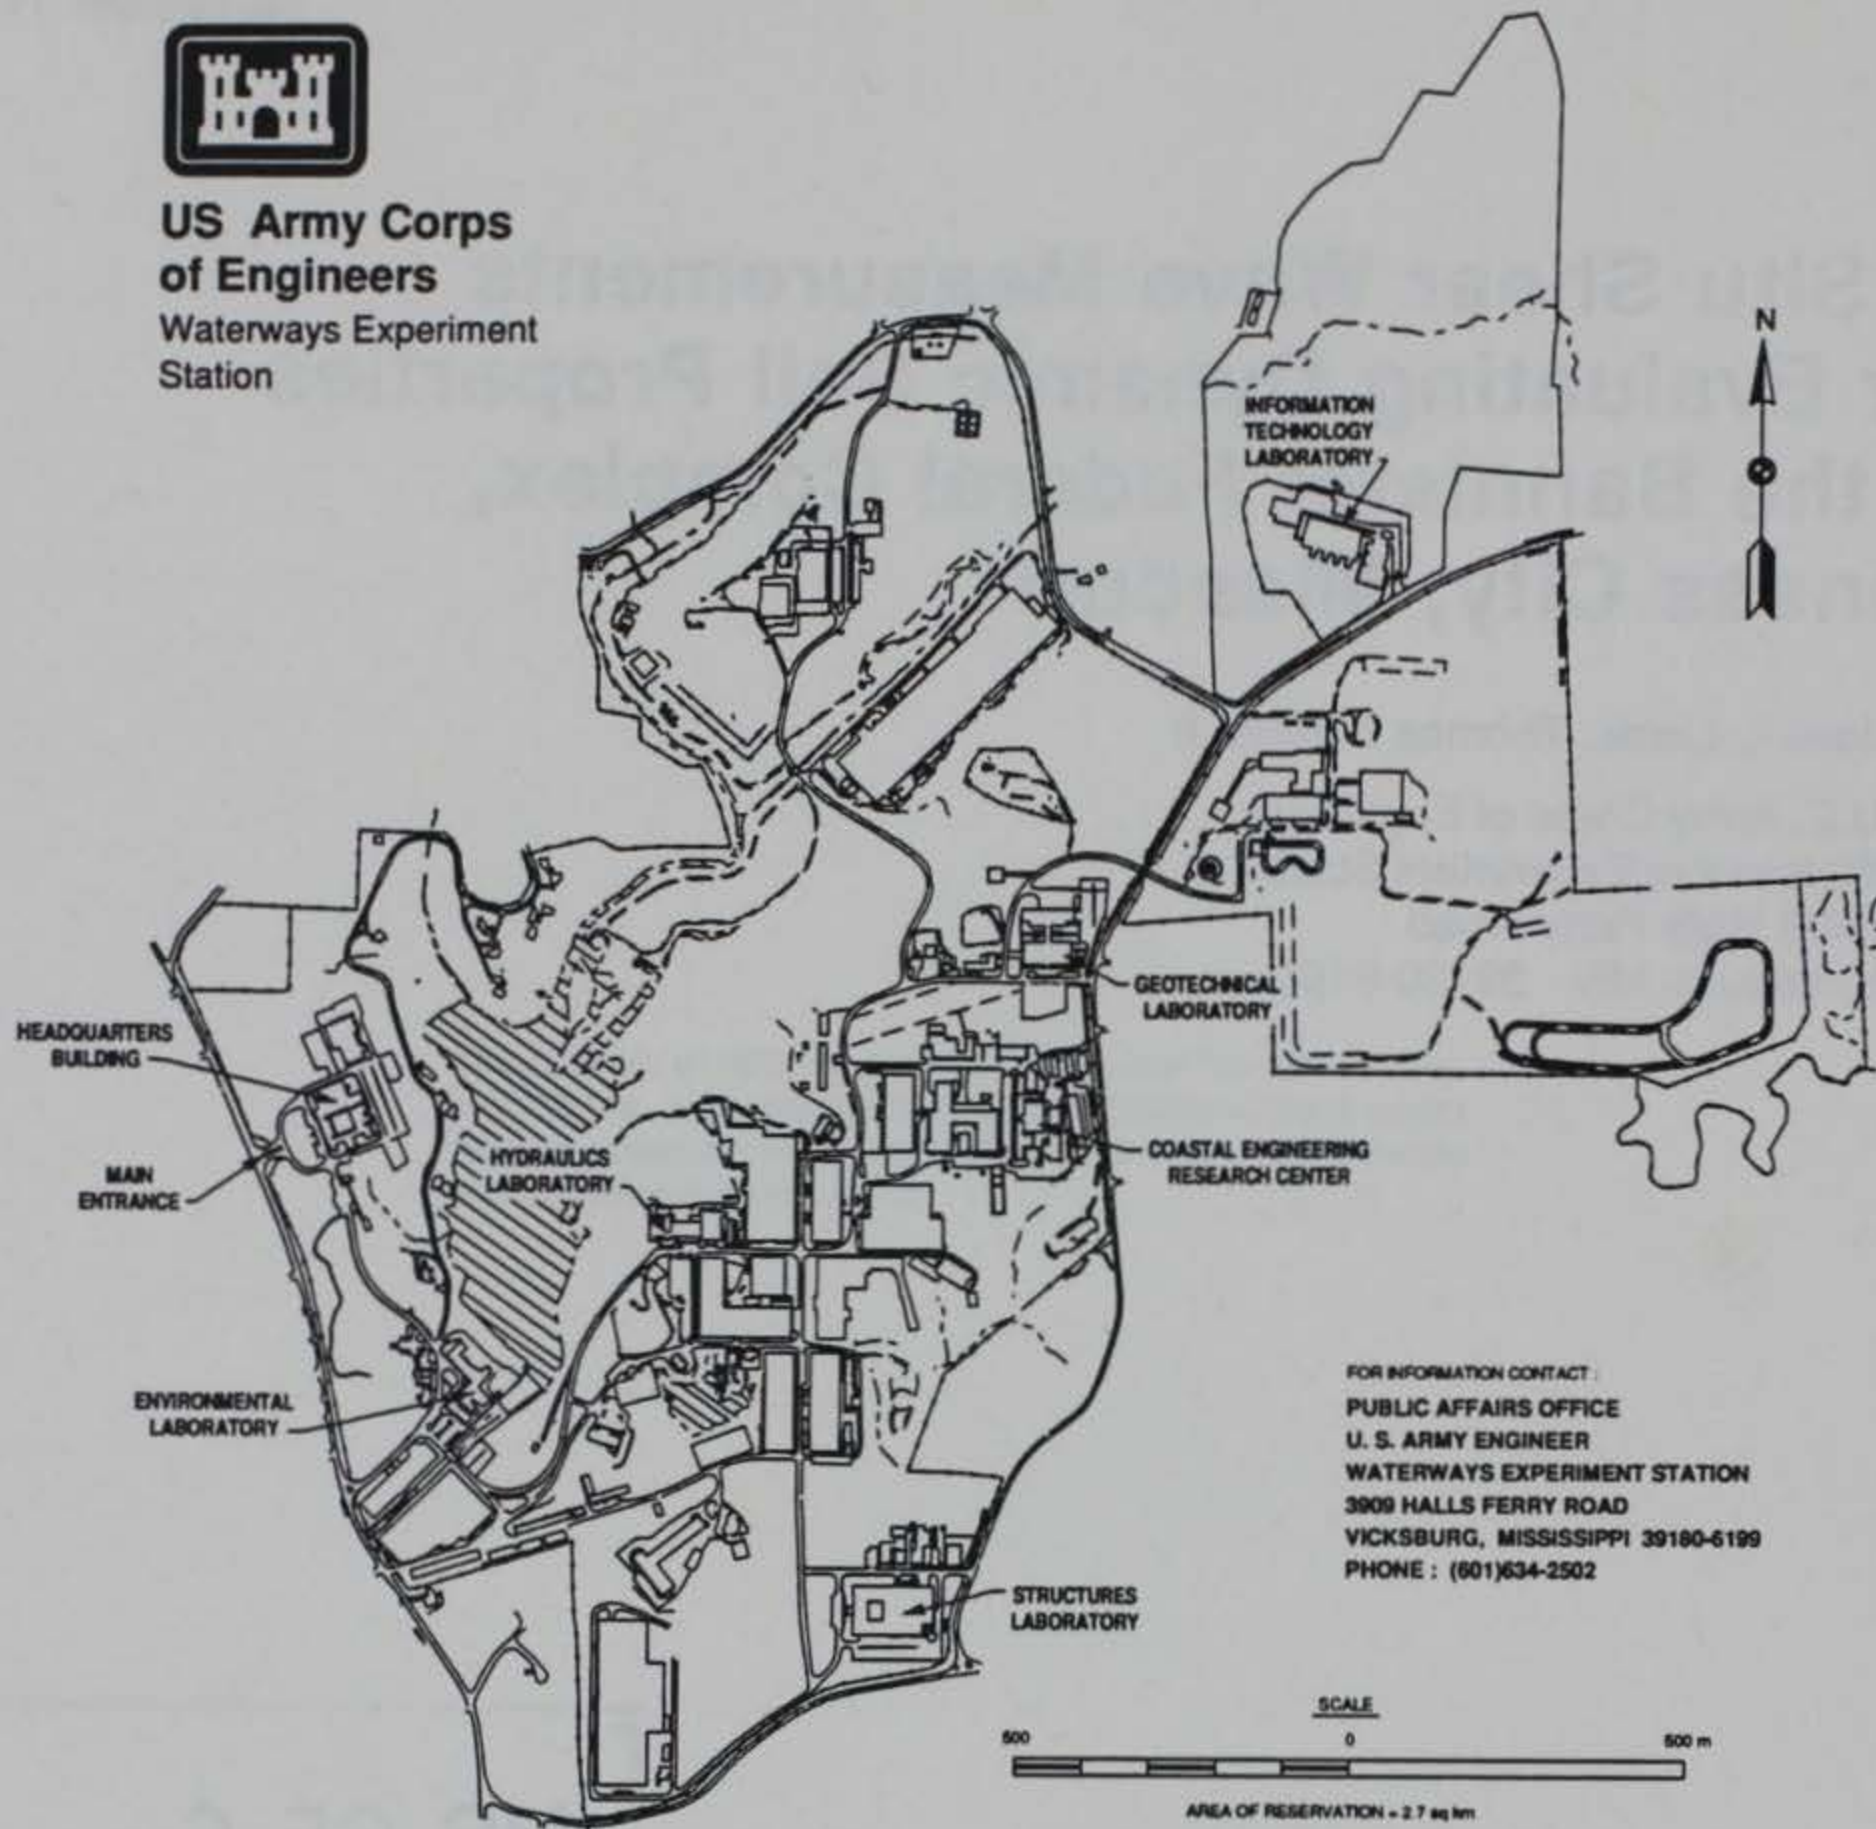 US Army Corps
of Engineers
Waterways Experiment
Station
N
INFORMATION
TECHNOLOGY
LABORATORY
GEOTECHNICAL
LABORATORY
HEADQUARTERS
BUILDING
MAIN
ENTRANCE
HYDRAULICS
LABORATORY
COASTAL ENGINEERING
RESEARCH CENTER
ENVIRONMENTAL
LABORATORY
STRUCTURES
LABORATORY
FOR INFORMATION CONTACT :
PUBLIC AFFAIRS OFFICE
U. S. ARMY ENGINEER
WATERWAYS EXPERIMENT STATION
3909 HALLS FERRY ROAD
VICKSBURG, MISSISSIPPI 39180-6199
PHONE : (601)634-2502
SCALE
500 0 500 m
AREA OF RESERVATION = 2.7 sq km